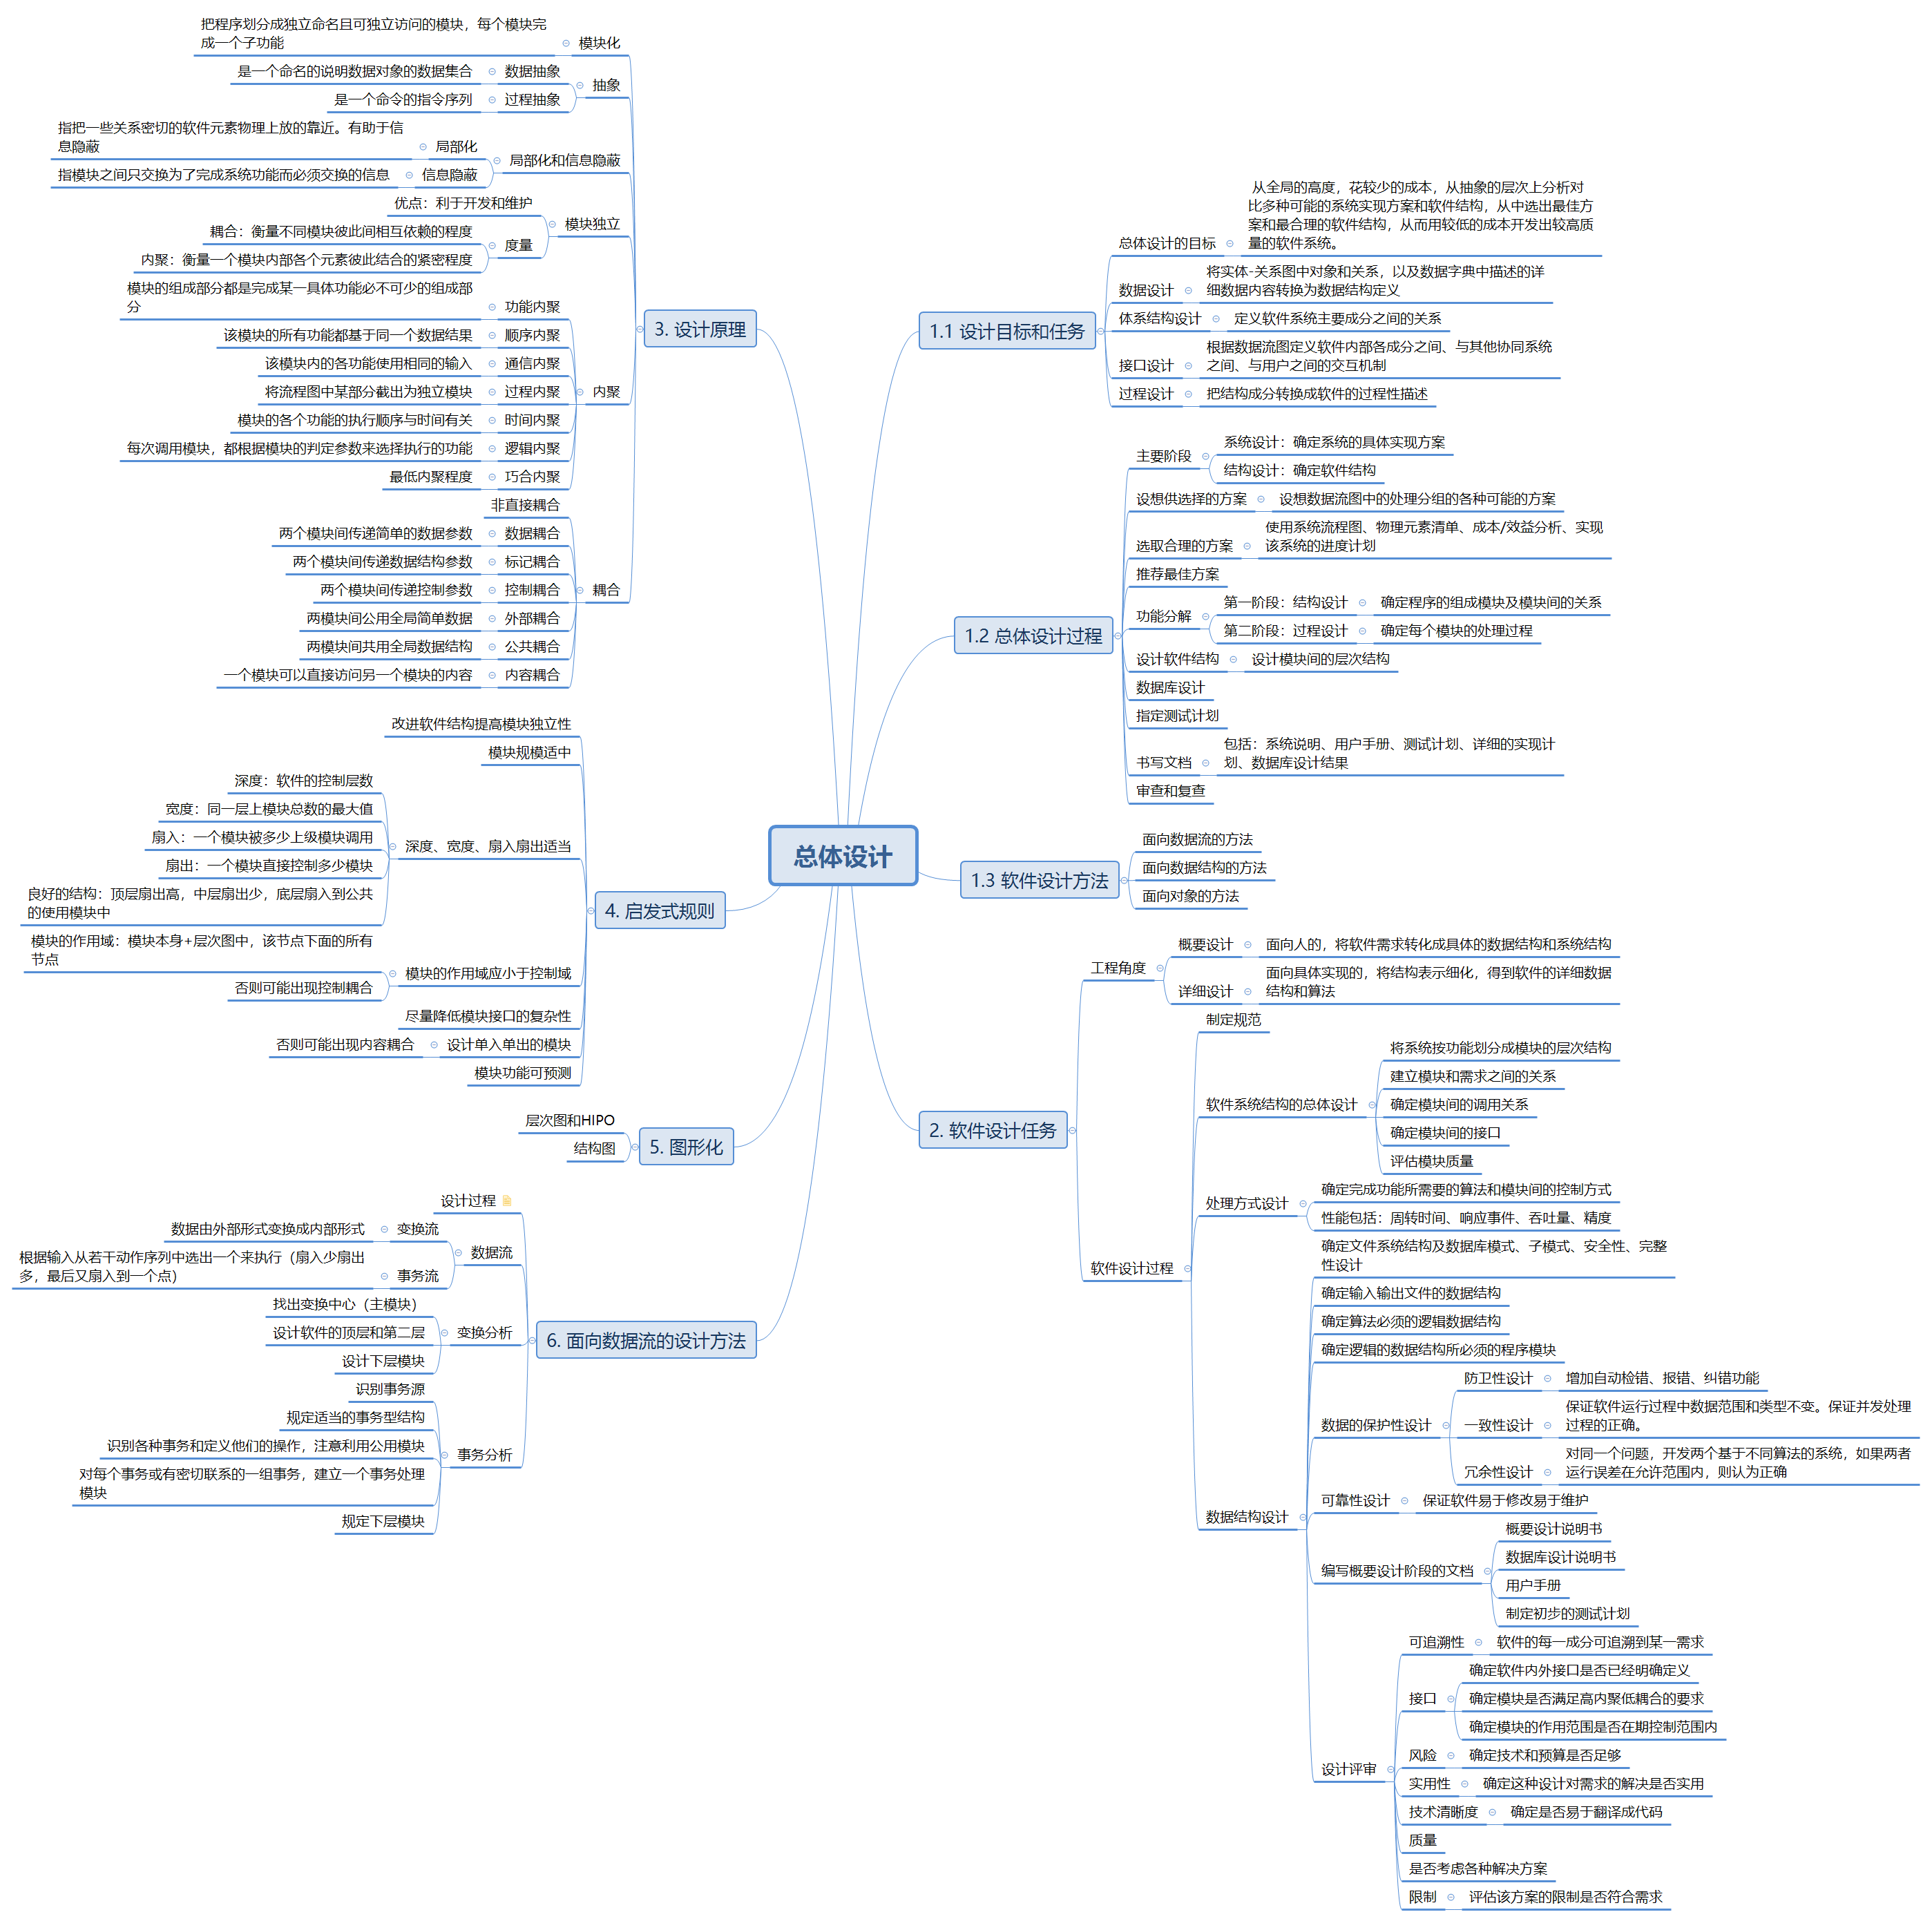 总体设计
1.1 设计目标和任务
总体设计的目标
从全局的高度，花较少的成本，从抽象的层次上分析对
比多种可能的系统实现方案和软件结构，从中选出最佳方
案和最合理的软件结构，从而用较低的成本开发出较高质
量的软件系统。
数据设计
将实体-关系图中对象和关系，以及数据字典中描述的详
细数据内容转换为数据结构定义
体系结构设计
定义软件系统主要成分之间的关系
接口设计
根据数据流图定义软件内部各成分之间、与其他协同系统
之间、与用户之间的交互机制
过程设计
把结构成分转换成软件的过程性描述
1.2 总体设计过程
主要阶段
系统设计：确定系统的具体实现方案
结构设计：确定软件结构
设想供选择的方案
设想数据流图中的处理分组的各种可能的方案
选取合理的方案
使用系统流程图、物理元素清单、成本/效益分析、实现
该系统的进度计划
推荐最佳方案
功能分解
第一阶段：结构设计
确定程序的组成模块及模块间的关系
第二阶段：过程设计
确定每个模块的处理过程
设计软件结构
设计模块间的层次结构
数据库设计
指定测试计划
书写文档
包括：系统说明、用户手册、测试计划、详细的实现计
划、数据库设计结果
审查和复查
1.3 软件设计方法
面向数据流的方法
面向数据结构的方法
面向对象的方法
2. 软件设计任务
工程角度
概要设计
面向人的，将软件需求转化成具体的数据结构和系统结构
详细设计
面向具体实现的，将结构表示细化，得到软件的详细数据
结构和算法
软件设计过程
制定规范
软件系统结构的总体设计
将系统按功能划分成模块的层次结构
建立模块和需求之间的关系
确定模块间的调用关系
确定模块间的接口
评估模块质量
处理方式设计
确定完成功能所需要的算法和模块间的控制方式
性能包括：周转时间、响应事件、吞吐量、精度
数据结构设计
确定文件系统结构及数据库模式、子模式、安全性、完整
性设计
确定输入输出文件的数据结构
确定算法必须的逻辑数据结构
确定逻辑的数据结构所必须的程序模块
数据的保护性设计
防卫性设计
增加自动检错、报错、纠错功能
一致性设计
保证软件运行过程中数据范围和类型不变。保证并发处理
过程的正确。
冗余性设计
对同一个问题，开发两个基于不同算法的系统，如果两者
运行误差在允许范围内，则认为正确
可靠性设计
保证软件易于修改易于维护
编写概要设计阶段的文档
概要设计说明书
数据库设计说明书
用户手册
制定初步的测试计划
设计评审
可追溯性
软件的每一成分可追溯到某一需求
接口
确定软件内外接口是否已经明确定义
确定模块是否满足高内聚低耦合的要求
确定模块的作用范围是否在期控制范围内
风险
确定技术和预算是否足够
实用性
确定这种设计对需求的解决是否实用
技术清晰度
确定是否易于翻译成代码
质量
是否考虑各种解决方案
限制
评估该方案的限制是否符合需求
3. 设计原理
模块化
把程序划分成独立命名且可独立访问的模块，每个模块完
成一个子功能
抽象
数据抽象
是一个命名的说明数据对象的数据集合
过程抽象
是一个命令的指令序列
局部化和信息隐蔽
局部化
指把一些关系密切的软件元素物理上放的靠近。有助于信
息隐蔽
信息隐蔽
指模块之间只交换为了完成系统功能而必须交换的信息
模块独立
优点：利于开发和维护
度量
耦合：衡量不同模块彼此间相互依赖的程度
内聚：衡量一个模块内部各个元素彼此结合的紧密程度
内聚
功能内聚
模块的组成部分都是完成某一具体功能必不可少的组成部
分
顺序内聚
该模块的所有功能都基于同一个数据结果
通信内聚
该模块内的各功能使用相同的输入
过程内聚
将流程图中某部分截出为独立模块
时间内聚
模块的各个功能的执行顺序与时间有关
逻辑内聚
每次调用模块，都根据模块的判定参数来选择执行的功能
巧合内聚
最低内聚程度
耦合
非直接耦合
数据耦合
两个模块间传递简单的数据参数
标记耦合
两个模块间传递数据结构参数
控制耦合
两个模块间传递控制参数
外部耦合
两模块间公用全局简单数据
公共耦合
两模块间共用全局数据结构
内容耦合
一个模块可以直接访问另一个模块的内容
4. 启发式规则
改进软件结构提高模块独立性
模块规模适中
深度、宽度、扇入扇出适当
深度：软件的控制层数
宽度：同一层上模块总数的最大值
扇入：一个模块被多少上级模块调用
扇出：一个模块直接控制多少模块
良好的结构：顶层扇出高，中层扇出少，底层扇入到公共
的使用模块中
模块的作用域应小于控制域
模块的作用域：模块本身+层次图中，该节点下面的所有
节点
否则可能出现控制耦合
尽量降低模块接口的复杂性
设计单入单出的模块
否则可能出现内容耦合
模块功能可预测
5. 图形化
层次图和HIPO
结构图
6. 面向数据流的设计方法
设计过程
数据流
变换流
数据由外部形式变换成内部形式
事务流
根据输入从若干动作序列中选出一个来执行（扇入少扇出
多，最后又扇入到一个点）
变换分析
找出变换中心（主模块）
设计软件的顶层和第二层
设计下层模块
事务分析
识别事务源
规定适当的事务型结构
识别各种事务和定义他们的操作，注意利用公用模块
对每个事务或有密切联系的一组事务，建立一个事务处理
模块
规定下层模块